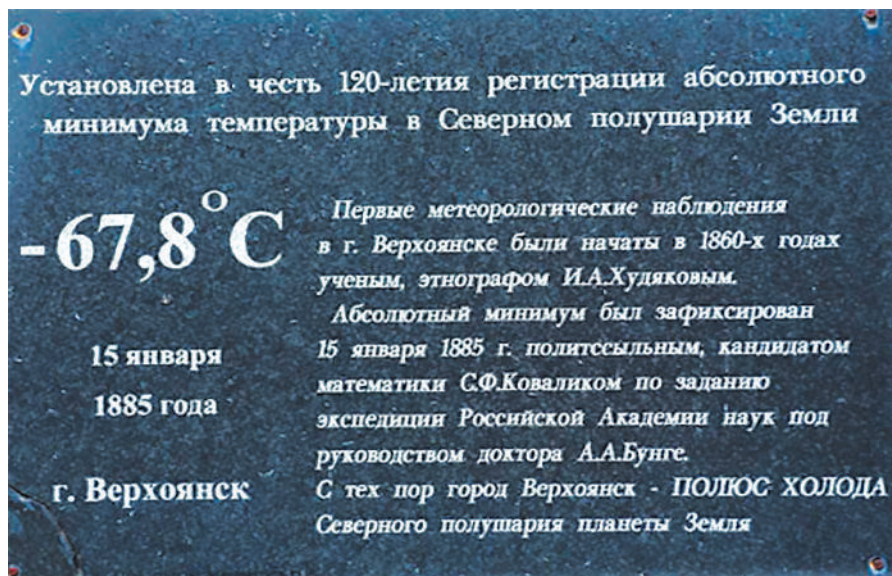 Установлена в честь 120-летия регистрации абсолютного
минимума температуры в Северном полушарии Земли
-67,8°С
15 января
1885 года
г. Верхоянск
Первые метеорологические наблюдения
в г. Верхоянске были начаты в 1860-х годах
ученым, этнографом И.А.Худяковым.
Абсолютный минимум был зафиксирован
15 января 1885 г. политссыльным, кандидатом
математики С.Ф.Коваликом по заданию
экспедиции Российской Академии наук под
руководством доктора А.А.Бунге.
С тех пор город Верхоянск - ПОЛЮС ХОЛОДА
Северного полушария планеты Земля